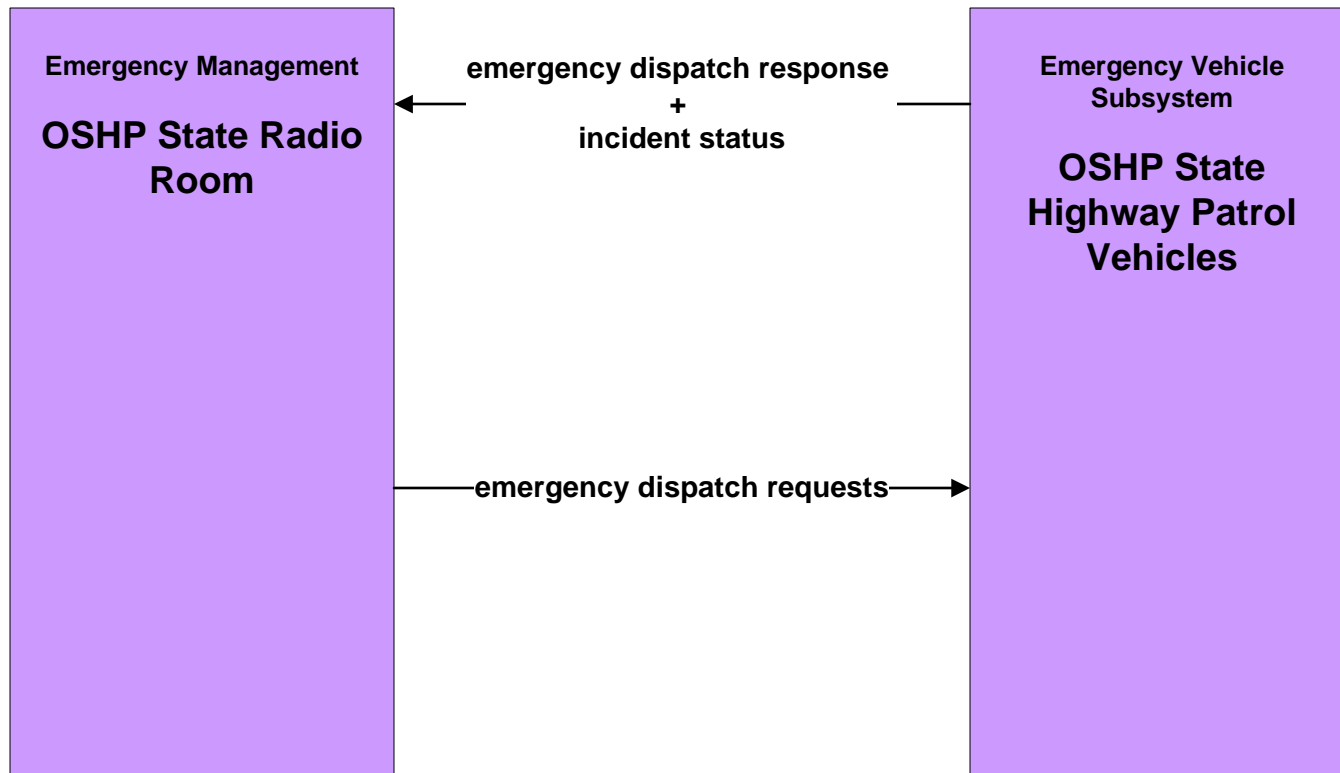 Emergency Management
OSHP State Radio
Room
emergency dispatch response
+
incident status
Emergency Vehicle
Subsystem
OSHP State
Highway Patrol
Vehicles
emergency dispatch requests